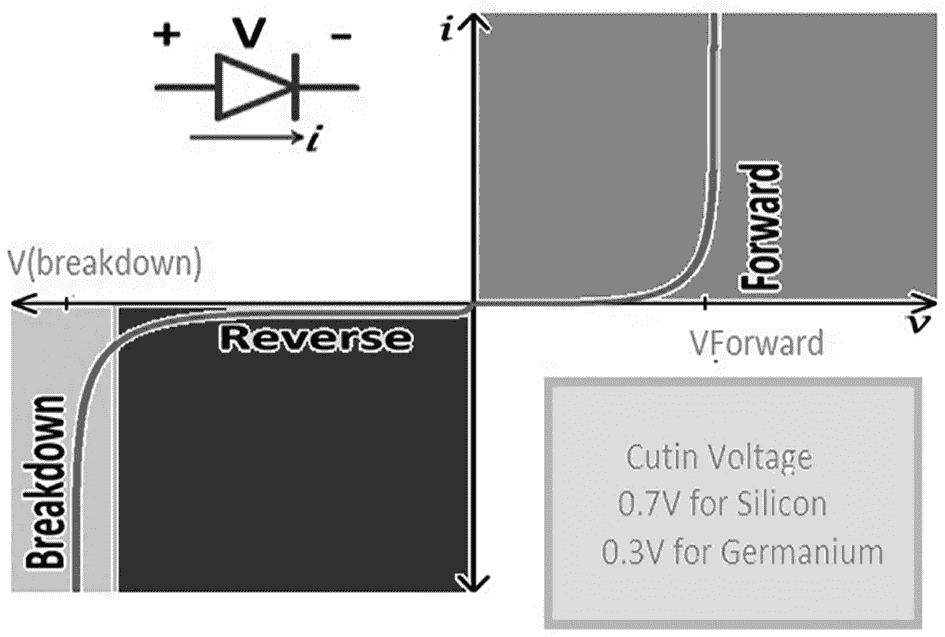 + V -
i
i
Forward
V(breakdown)
v
VForward
Reverse
Breakdown
Cutin Voltage
0.7V for Silicon
0.3V for Germanium